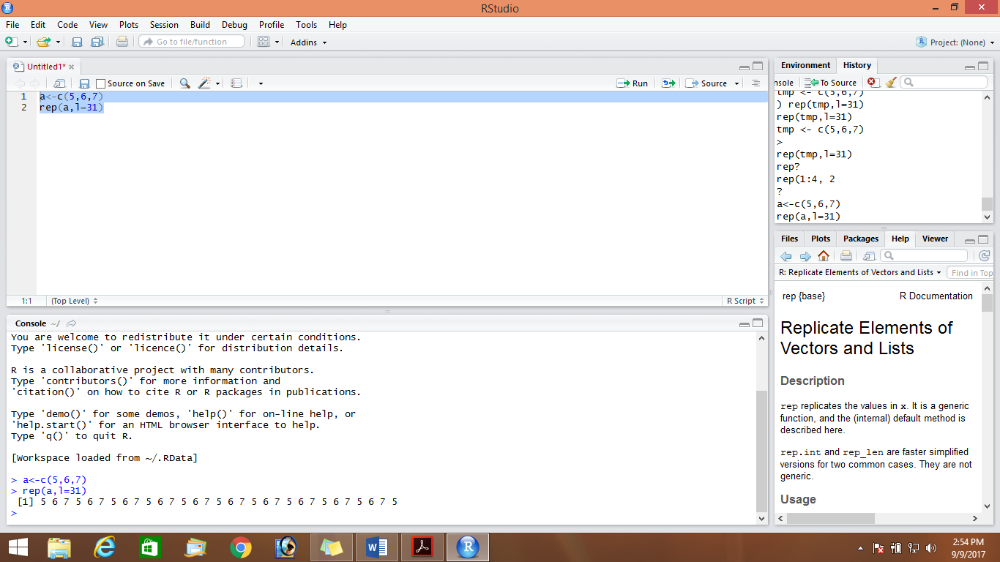 RStudio
File Edit Code View Plots Session Build Debug Profile Tools Help
Go to file/function Addins Project: (None)
Untitled1*
Source on Save Run Source
1 a<-c(5,6,7)
2 rep(a,l=31)
1:1 (Top Level) R Script
Console ~/
You are welcome to redistribute it under certain conditions.
Type 'license()' or 'licence()' for distribution details.
R is a collaborative project with many contributors.
Type 'contributors()' for more information and
'citation()' on how to cite R or R packages in publications.
Type 'demo()' for some demos, 'help()' for on-line help, or
'help.start()' for an HTML browser interface to help.
Type 'q()' to quit R.
[Workspace loaded from ~/.RData]
> a<-c(5,6,7)
> rep(a,l=31)
[1] 5 6 7 5 6 7 5 6 7 5 6 7 5 6 7 5 6 7 5 6 7 5 6 7 5 6 7 5 6 7 5
>
Environment History
nsole To Source
tmp <- c(5,6,7)
) rep(tmp,l=31)
rep(tmp,l=31)
tmp <- c(5,6,7)
>
rep(tmp,l=31)
rep?
rep(1:4, 2
?
a<-c(5,6,7)
rep(a,l=31)
Files Plots Packages Help Viewer
R: Replicate Elements of Vectors and Lists Find in Top
rep {base} R Documentation
Replicate Elements of
Vectors and Lists
Description
rep replicates the values in x. It is a generic
function, and the (internal) default method is
described here.
rep.int and rep_len are faster simplified
versions for two common cases. They are not
generic.
Usage
2:54 PM
9/9/2017